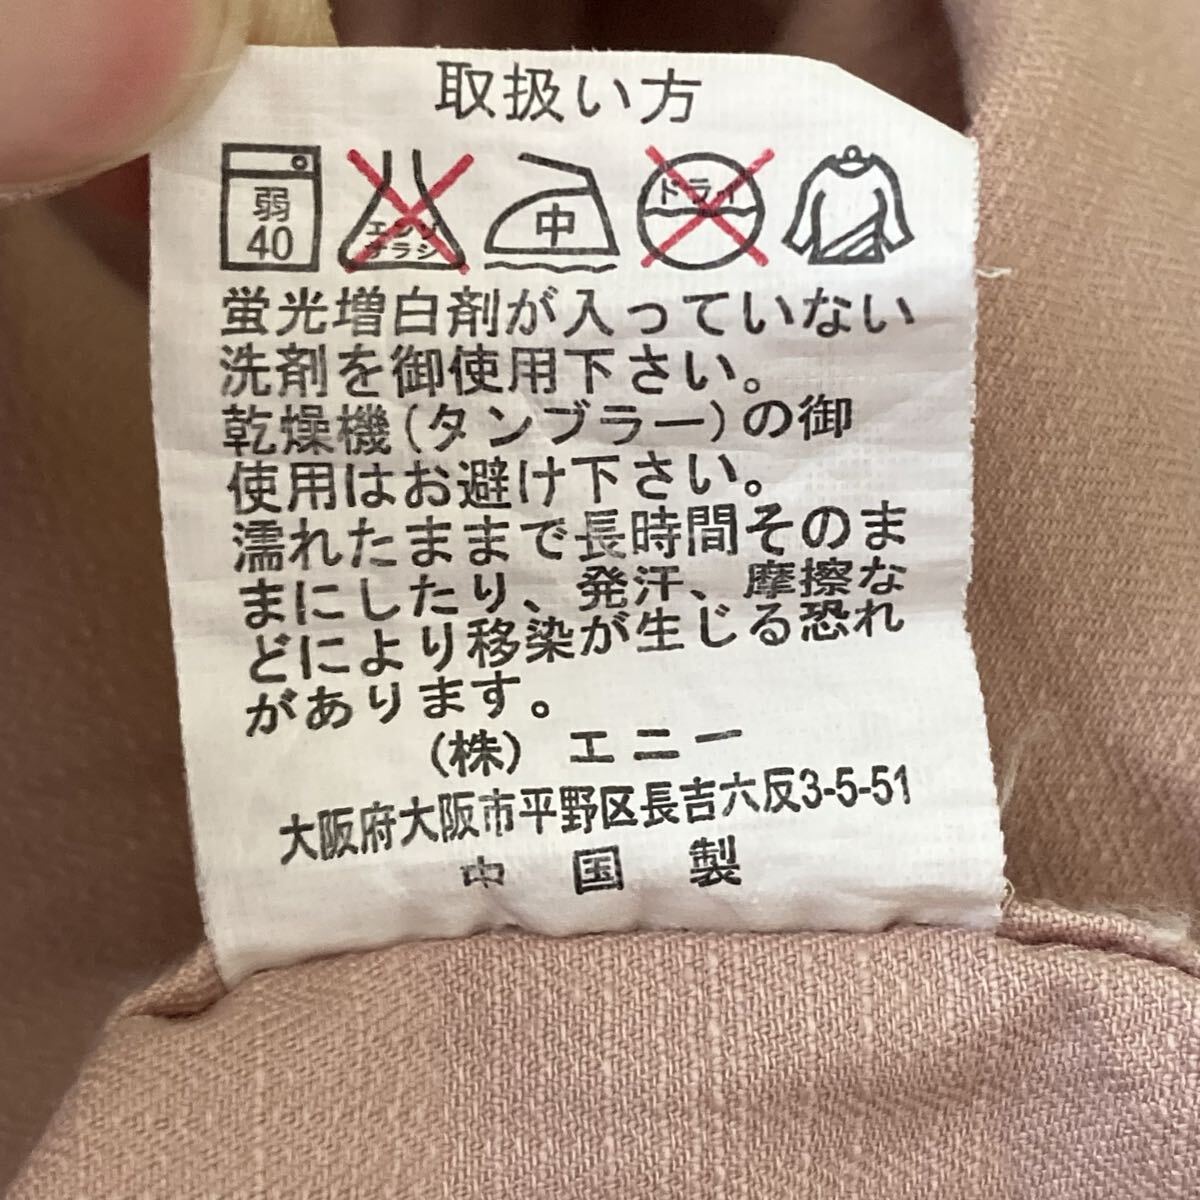 取扱い方
弱 エンソ 中 ドライ
40 チラシ
蛍光増白剤が入っていない
洗剤を御使用下さい。
乾燥機(タンブラー)の御
使用はお避け下さい。
濡れたままで長時間そのま
まにしたり、発汗、摩擦な
どにより移染が生じる恐れ
があります。
(株) エニー
大阪府大阪市平野区長吉六反3-5-51
中国製